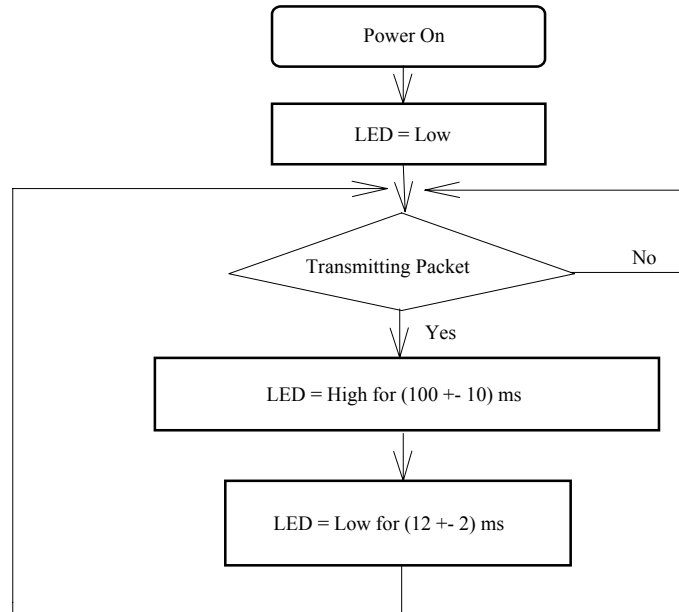 Power On
LED = Low
Transmitting Packet
No
Yes
LED = High for (100 +- 10) ms
LED = Low for (12 +- 2) ms